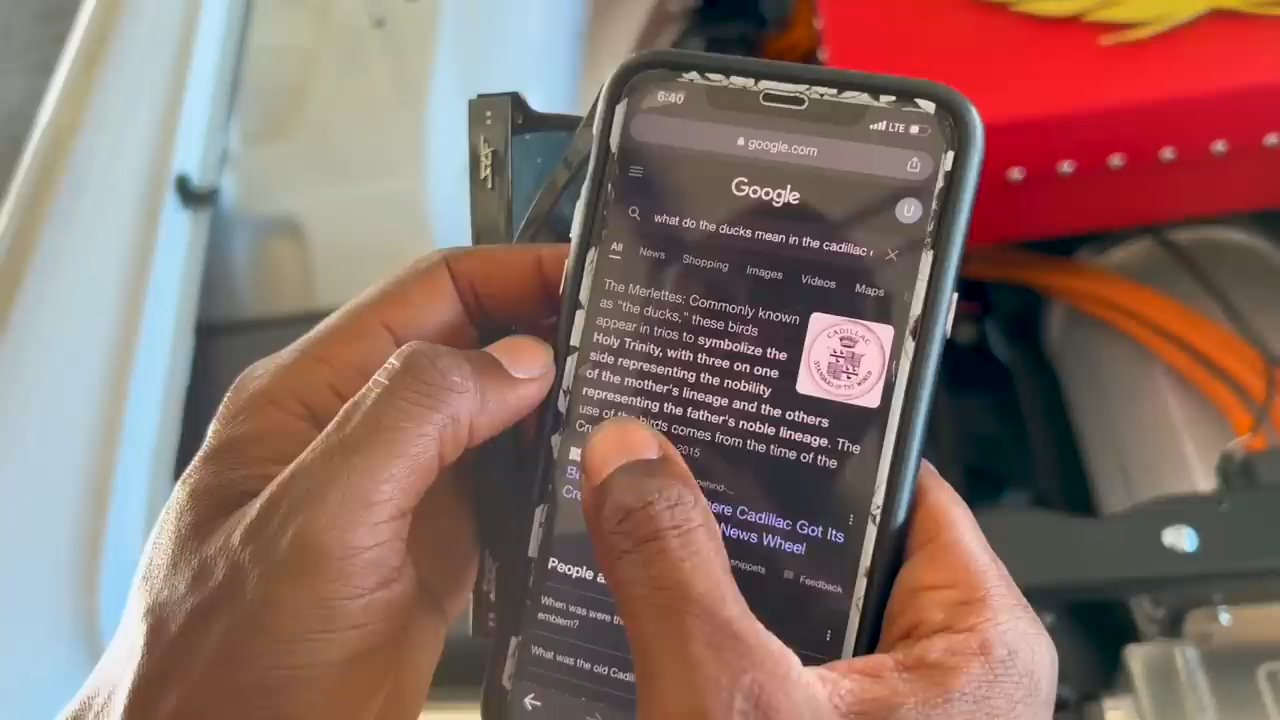 6:40
LTE
google.com
Google
U
what do the ducks mean in the cadillac
All News Shopping Images Videos Maps
The Merlettes: Commonly known
as "the ducks," these birds
appear in trios to symbolize the
Holy Trinity, with three on one
side representing the nobility
of the mother's lineage and the others
representing the father's noble lineage. The
use of the birds comes from the time of the
2015
CADILLAC
STANDARD OF THE WORLD
behind-...
Cadillac Got Its
News Wheel
snippets
Feedback
People
When was were
emblem?
What was the old